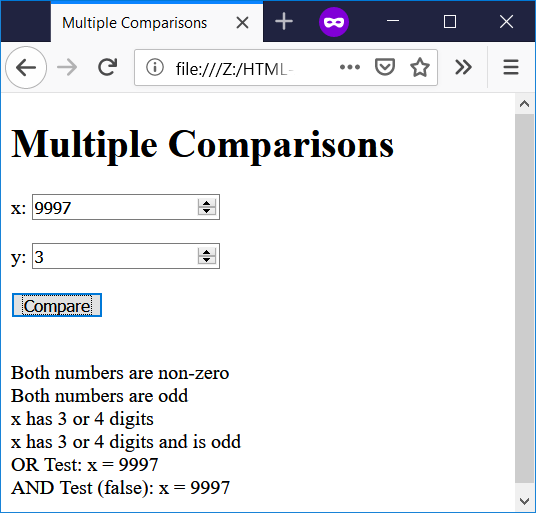 Multiple Comparisons
file:///Z:/HTML-
Multiple Comparisons
x: 9997
y: 3
Compare
Both numbers are non-zero
Both numbers are odd
x has 3 or 4 digits
x has 3 or 4 digits and is odd
OR Test: x = 9997
AND Test (false): x = 9997